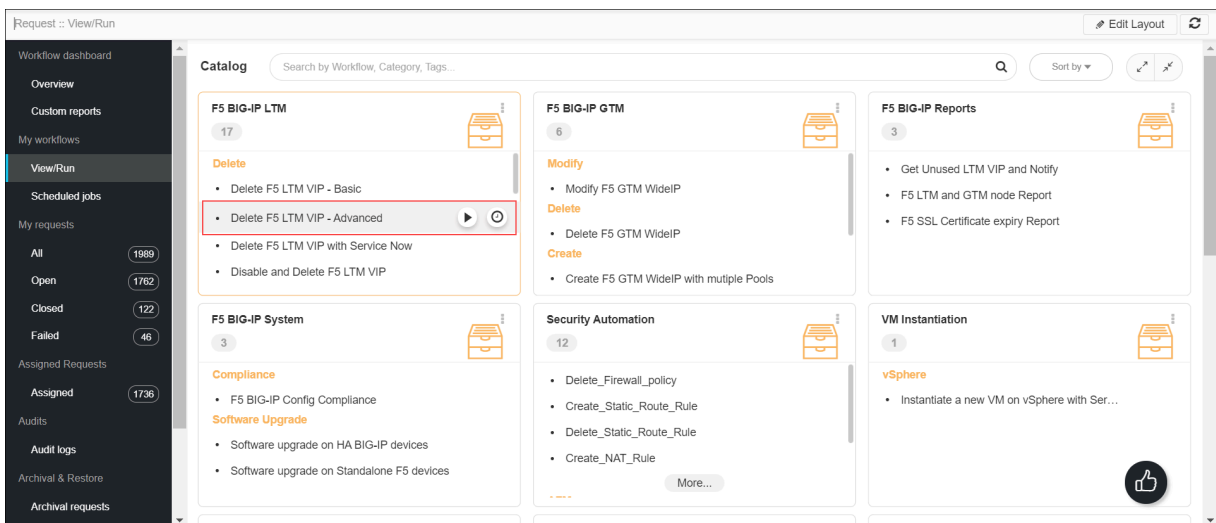 Request :: View/Run
Edit Layout
Workflow dashboard
Overview
Custom reports
My workflows
View/Run
Scheduled jobs
My requests
All 1989
Open 1762
Closed 122
Failed 46
Assigned Requests
Assigned 1736
Audits
Audit logs
Archival & Restore
Archival requests
Catalog
Search by Workflow, Category, Tags...
Sort by
F5 BIG-IP LTM
17
Delete
• Delete F5 LTM VIP - Basic
• Delete F5 LTM VIP - Advanced
• Delete F5 LTM VIP with Service Now
• Disable and Delete F5 LTM VIP
F5 BIG-IP GTM
6
Modify
• Modify F5 GTM WideIP
Delete
• Delete F5 GTM WideIP
Create
• Create F5 GTM WideIP with mutiple Pools
F5 BIG-IP Reports
3
• Get Unused LTM VIP and Notify
• F5 LTM and GTM node Report
• F5 SSL Certificate expiry Report
F5 BIG-IP System
3
Compliance
• F5 BIG-IP Config Compliance
Software Upgrade
• Software upgrade on HA BIG-IP devices
• Software upgrade on Standalone F5 devices
Security Automation
12
• Delete_Firewall_policy
• Create_Static_Route_Rule
• Delete_Static_Route_Rule
• Create_NAT_Rule
More...
VM Instantiation
1
vSphere
• Instantiate a new VM on vSphere with Ser...